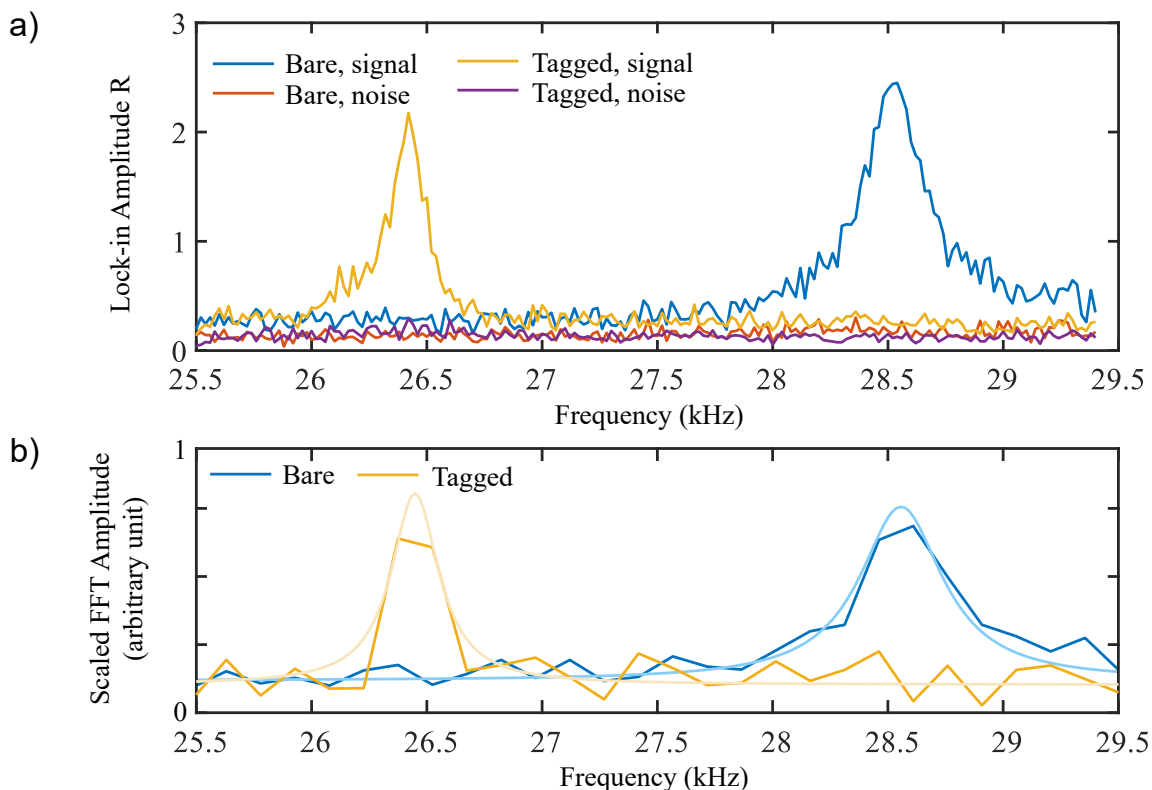 a)
3
2
1
0
Lock-in Amplitude R
Bare, signal
Tagged, signal
Bare, noise
Tagged, noise
25.5 26 26.5 27 27.5 28 28.5 29 29.5
Frequency (kHz)
b)
1
0
Scaled FFT Amplitude
(arbitrary unit)
Bare Tagged
25.5 26 26.5 27 27.5 28 28.5 29 29.5
Frequency (kHz)